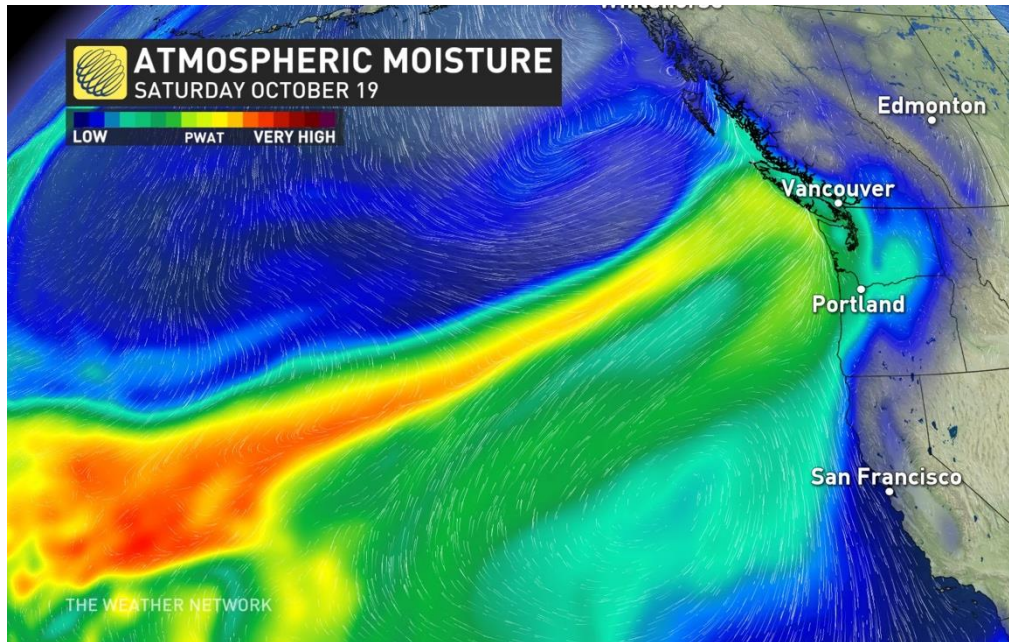 ATMOSPHERIC MOISTURE
SATURDAY OCTOBER 19
LOW PWAT VERY HIGH
Edmonton
Vancouver
Portland
San Francisco
THE WEATHER NETWORK